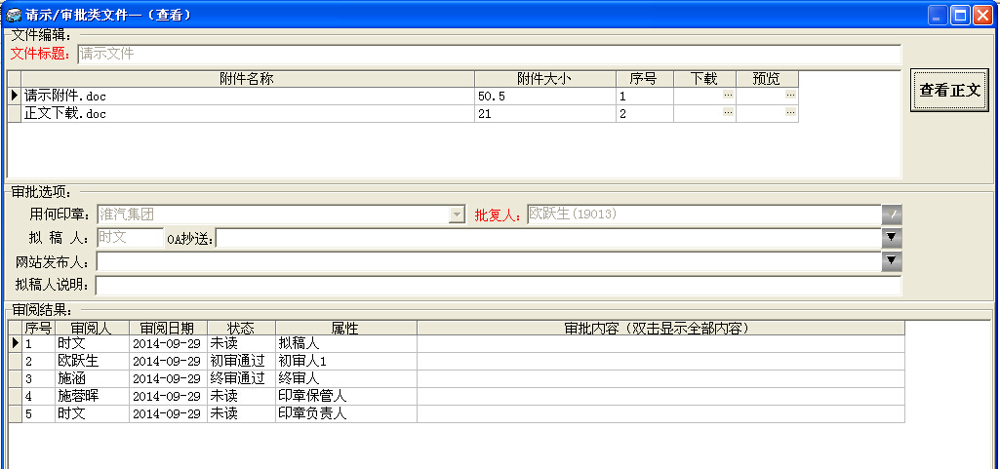 请示/审批类文件——（查看）
文件编辑：
文件标题： 请示文件
附件名称 附件大小 序号 下载 预览
请示附件.doc 50.5 1 ... ...
正文下载.doc 21 2 ... ...
查看正文
审批选项：
用何印章： 淮汽集团 批复人： 欧跃生(19013)
拟 稿 人： 时文 OA抄送：
网站发布人：
拟稿人说明：
审阅结果：
序号 审阅人 审阅日期 状态 属性 审批内容（双击显示全部内容）
1 时文 2014-09-29 未读 拟稿人
2 欧跃生 2014-09-29 初审通过 初审人1
3 施涵 2014-09-29 终审通过 终审人
4 施蓉晖 2014-09-29 未读 印章保管人
5 时文 2014-09-29 未读 印章负责人